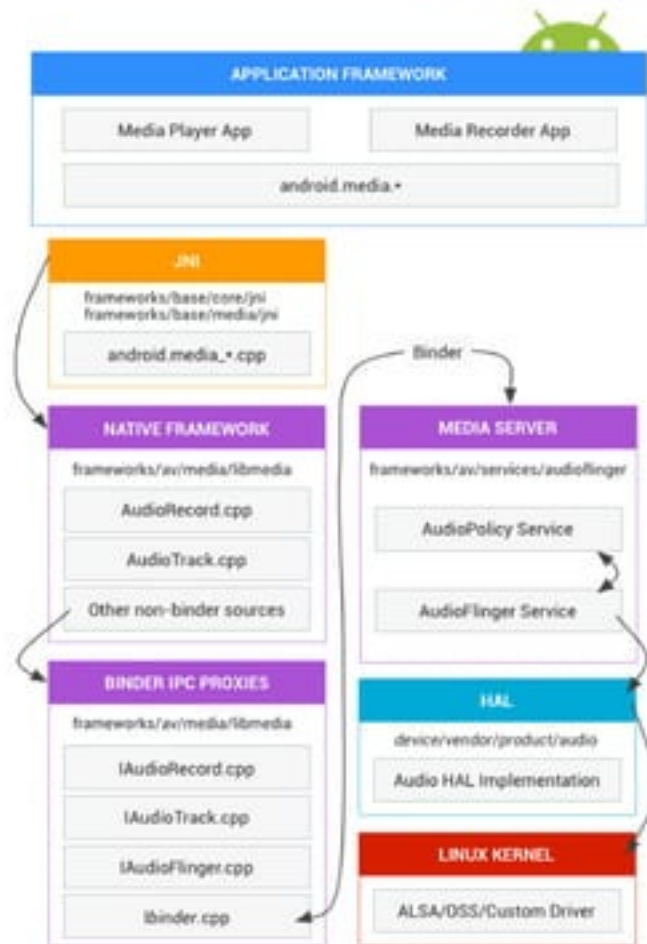 APPLICATION FRAMEWORK
Media Player App
Media Recorder App
android.media.*
JNI
frameworks/base/core/jni
frameworks/base/media/jni
android.media_*.cpp
Binder
NATIVE FRAMEWORK
frameworks/av/media/libmedia
AudioRecord.cpp
AudioTrack.cpp
Other non-binder sources
MEDIA SERVER
frameworks/av/services/audioflinger
AudioPolicy Service
AudioFlinger Service
BINDER IPC PROXIES
frameworks/av/media/libmedia
IAudioRecord.cpp
IAudioTrack.cpp
IAudioFlinger.cpp
Ibinder.cpp
HAL
device/vendor/product/audio
Audio HAL Implementation
LINUX KERNEL
ALSA/OSS/Custom Driver